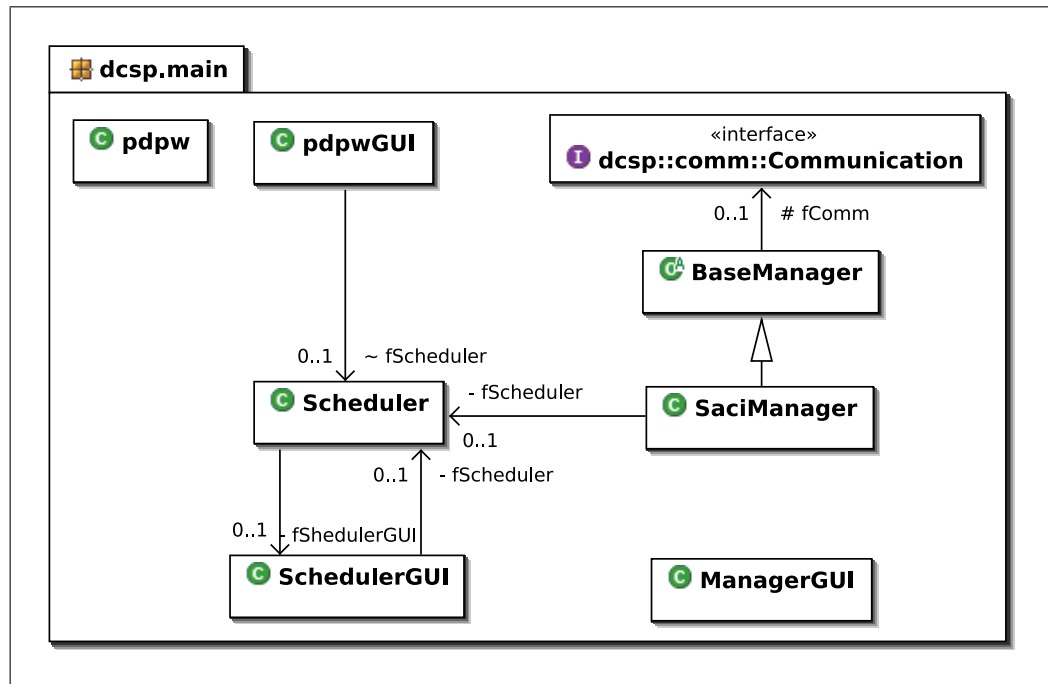 dcsp.main
C pdpw
C pdpwGUI
«interface»
I dcsp::comm::Communication
0..1 # fComm
C A BaseManager
0..1 ~ fScheduler
C Scheduler
- fScheduler
0..1
C SaciManager
0..1 - fScheduler
0..1 - fShedulerGUI
C SchedulerGUI
C ManagerGUI